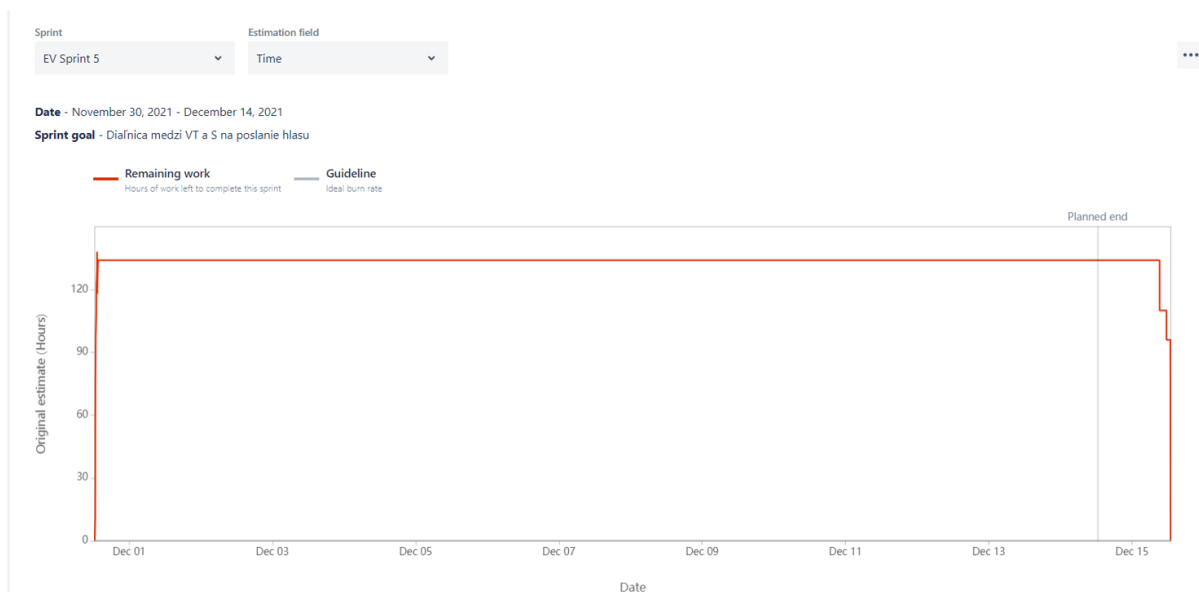 Sprint Estimation field
EV Sprint 5 Time
Date - November 30, 2021 - December 14, 2021
Sprint goal - Diaľnica medzi VT a S na poslanie hlasu
Remaining work Guideline
Hours of work left to complete this sprint Ideal burn rate
Planned end
Original estimate (Hours)
120
90
60
30
0
Dec 01 Dec 03 Dec 05 Dec 07 Dec 09 Dec 11 Dec 13 Dec 15
Date